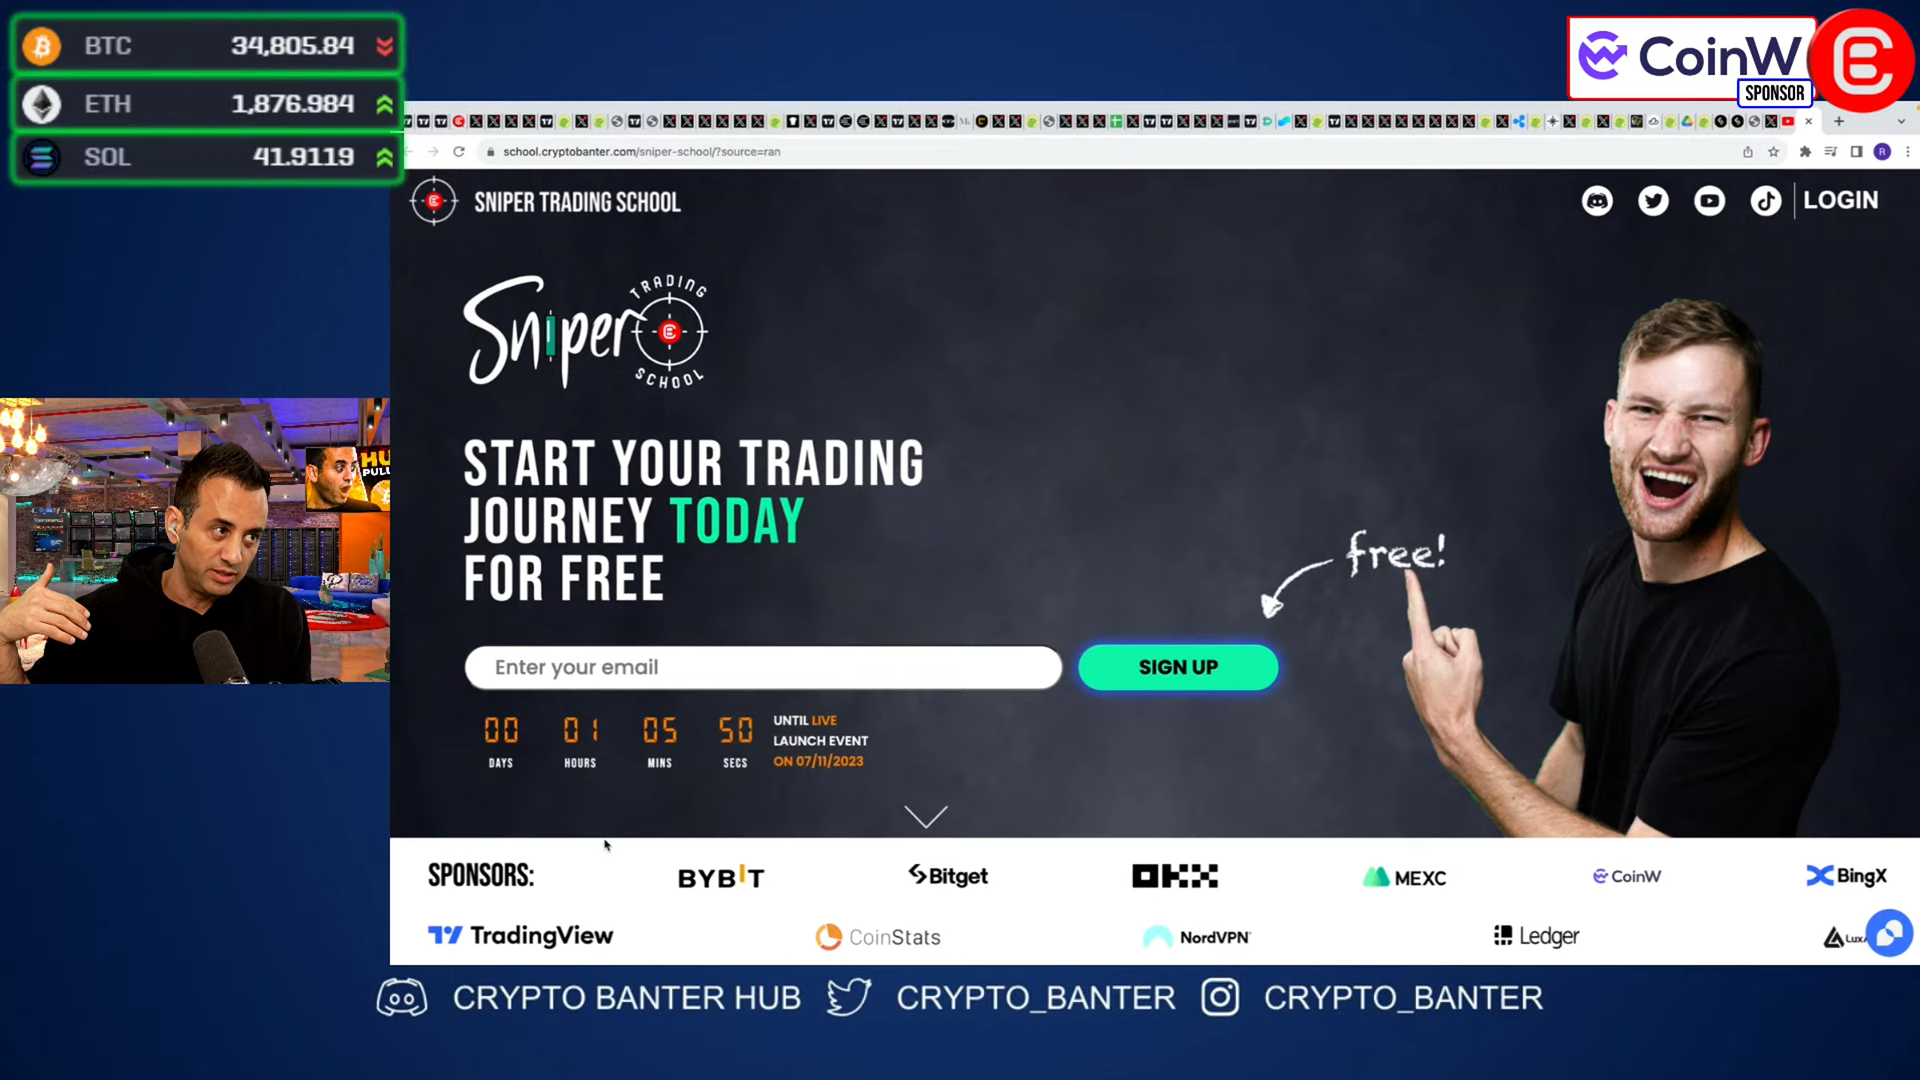 BTC 34,805.84
ETH 1,876.984
SOL 41.9119
CoinW
SPONSOR
school.cryptobanter.com/sniper-school/?source=ran
R
SNIPER TRADING SCHOOL
LOGIN
Sniper
TRADING
SCHOOL
START YOUR TRADING
JOURNEY TODAY
FOR FREE
free!
Enter your email
SIGN UP
00 01 05 50
DAYS HOURS MINS SECS
UNTIL LIVE
LAUNCH EVENT
ON 07/11/2023
PULL
SPONSORS:
BYBIT
Bitget
OKX
MEXC
CoinW
BingX
TradingView
CoinStats
NordVPN
Ledger
CRYPTO BANTER HUB
CRYPTO_BANTER
CRYPTO_BANTER